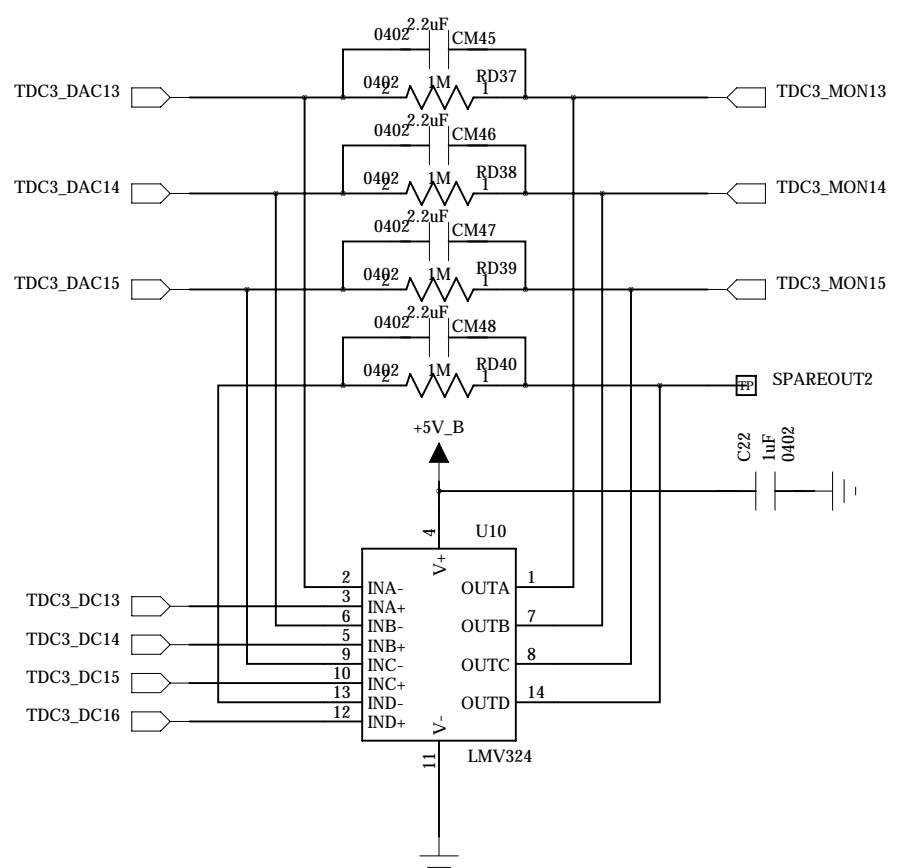 2.2uF
0402 CM45
TDC3_DAC13 0402 1M RD37 TDC3_MON13
2 1
2.2uF
0402 CM46
TDC3_DAC14 0402 1M RD38 TDC3_MON14
2 1
2.2uF
0402 CM47
TDC3_DAC15 0402 1M RD39 TDC3_MON15
2 1
2.2uF
0402 CM48
0402 1M RD40
2 1 TP SPAREOUT2
+5V_B
C22
1uF
0402
4 U10
V+
2 INA- OUTA 1
TDC3_DC13 3 INA+
6 INB- OUTB 7
TDC3_DC14 5 INB+
9 INC- OUTC 8
TDC3_DC15 10 INC+
13 IND- OUTD 14
TDC3_DC16 12 IND+
V-
11 LMV324